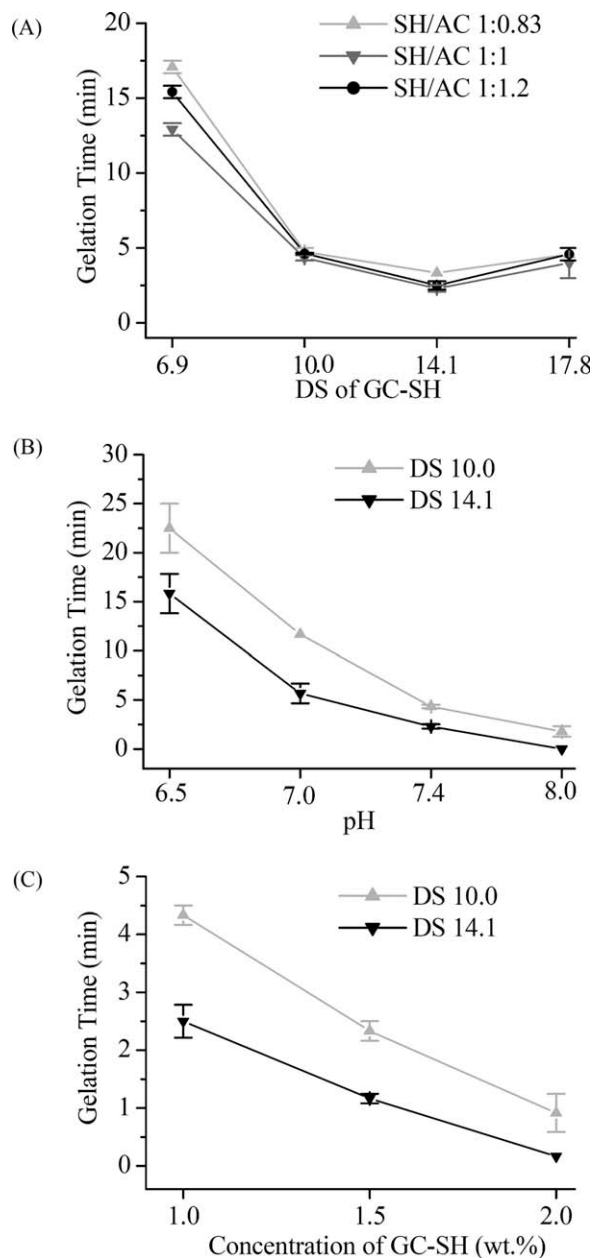 (A)
SH/AC 1:0.83
SH/AC 1:1
SH/AC 1:1.2
Gelation Time (min)
20
15
10
5
0
6.9 10.0 14.1 17.8
DS of GC-SH
(B)
DS 10.0
DS 14.1
Gelation Time (min)
30
25
20
15
10
5
0
6.5 7.0 7.4 8.0
pH
(C)
DS 10.0
DS 14.1
Gelation Time (min)
5
4
3
2
1
0
1.0 1.5 2.0
Concentration of GC-SH (wt.%)